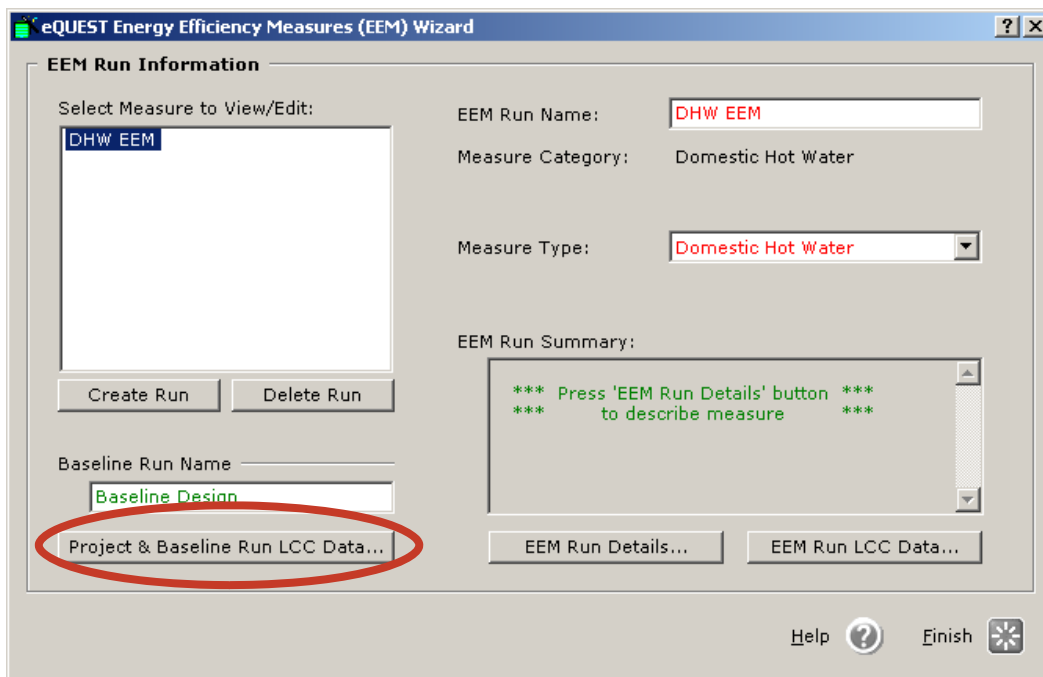 eQUEST Energy Efficiency Measures (EEM) Wizard
EEM Run Information
Select Measure to View/Edit:
DHW EEM
Create Run
Delete Run
Baseline Run Name
Baseline Design
Project & Baseline Run LCC Data...
EEM Run Name:
DHW EEM
Measure Category:
Domestic Hot Water
Measure Type:
Domestic Hot Water
EEM Run Summary:
*** Press 'EEM Run Details' button ***
*** to describe measure ***
EEM Run Details...
EEM Run LCC Data...
Help
Finish